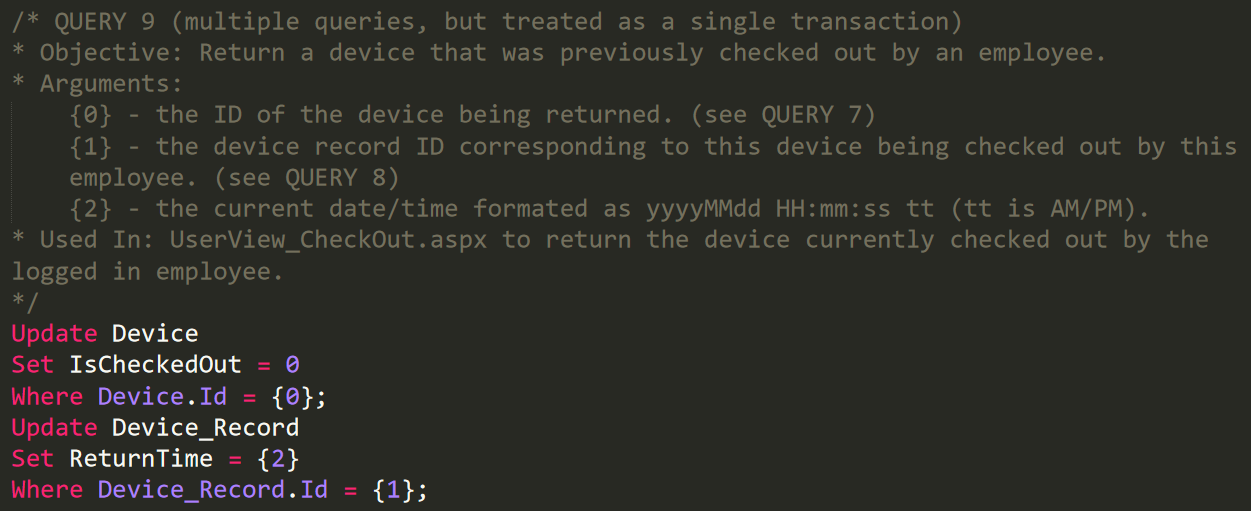 /* QUERY 9 (multiple queries, but treated as a single transaction)
* Objective: Return a device that was previously checked out by an employee.
* Arguments:
{0} - the ID of the device being returned. (see QUERY 7)
{1} - the device record ID corresponding to this device being checked out by this
employee. (see QUERY 8)
{2} - the current date/time formated as yyyyMMdd HH:mm:ss tt (tt is AM/PM).
* Used In: UserView_CheckOut.aspx to return the device currently checked out by the
logged in employee.
*/
Update Device
Set IsCheckedOut = 0
Where Device.Id = {0};
Update Device_Record
Set ReturnTime = {2}
Where Device_Record.Id = {1};